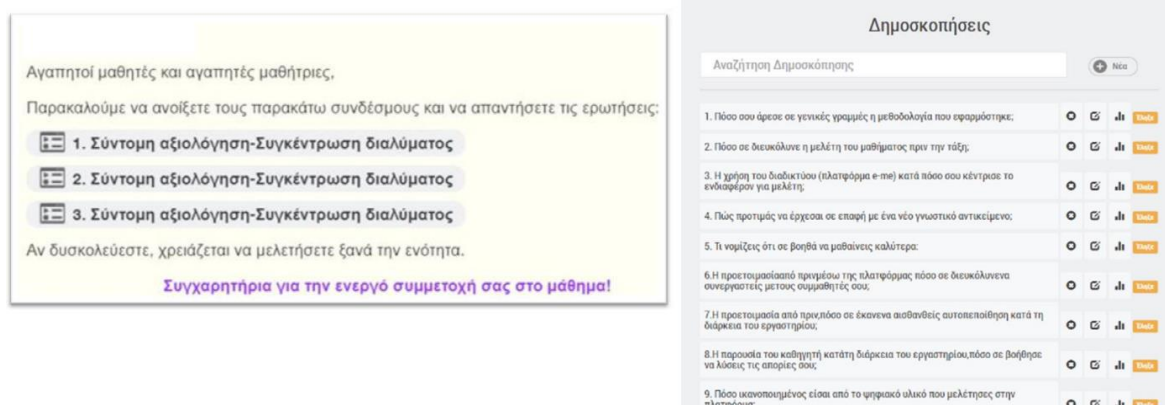 Αγαπητοί μαθητές και αγαπητές μαθήτριες,
Παρακαλούμε να ανοίξετε τους παρακάτω συνδέσμους και να απαντήσετε τις ερωτήσεις:
1. Σύντομη αξιολόγηση-Συγκέντρωση διαλύματος
2. Σύντομη αξιολόγηση-Συγκέντρωση διαλύματος
3. Σύντομη αξιολόγηση-Συγκέντρωση διαλύματος
Αν δυσκολεύεστε, χρειάζεται να μελετήσετε ξανά την ενότητα.
Συγχαρητήρια για την ενεργό συμμετοχή σας στο μάθημα!
Δημοσκοπήσεις
Αναζήτηση Δημοσκόπησης
Νέα
1. Πόσο σου άρεσε σε γενικές γραμμές η μεθοδολογία που εφαρμόστηκε;
2. Πόσο σε διευκόλυνε η μελέτη του μαθήματος πριν την τάξη;
3. Η χρήση του διαδικτύου (πλατφόρμα e-me) κατά πόσο σου κέντρισε το
ενδιαφέρον για μελέτη;
4. Πώς προτιμάς να έρχεσαι σε επαφή με ένα νέο γνωστικό αντικείμενο;
5. Τι νομίζεις ότι σε βοηθά να μαθαίνεις καλύτερα:
6.Η προετοιμασίααπό πρινμέσω της πλατφόρμας πόσο σε διευκόλυνενα
συνεργαστείς μετους συμμαθητές σου;
7.Η προετοιμασία από πριν,πόσο σε έκανενα αισθανθείς αυτοπεποίθηση κατά τη
διάρκεια του εργαστηρίου;
8.Η παρουσία του καθηγητή κατάτη διάρκεια του εργαστηρίου,πόσο σε βοήθησε
να λύσεις τις απορίες σου;
9. Πόσο ικανοποιημένος είσαι από το ψηφιακό υλικό που μελέτησες στην